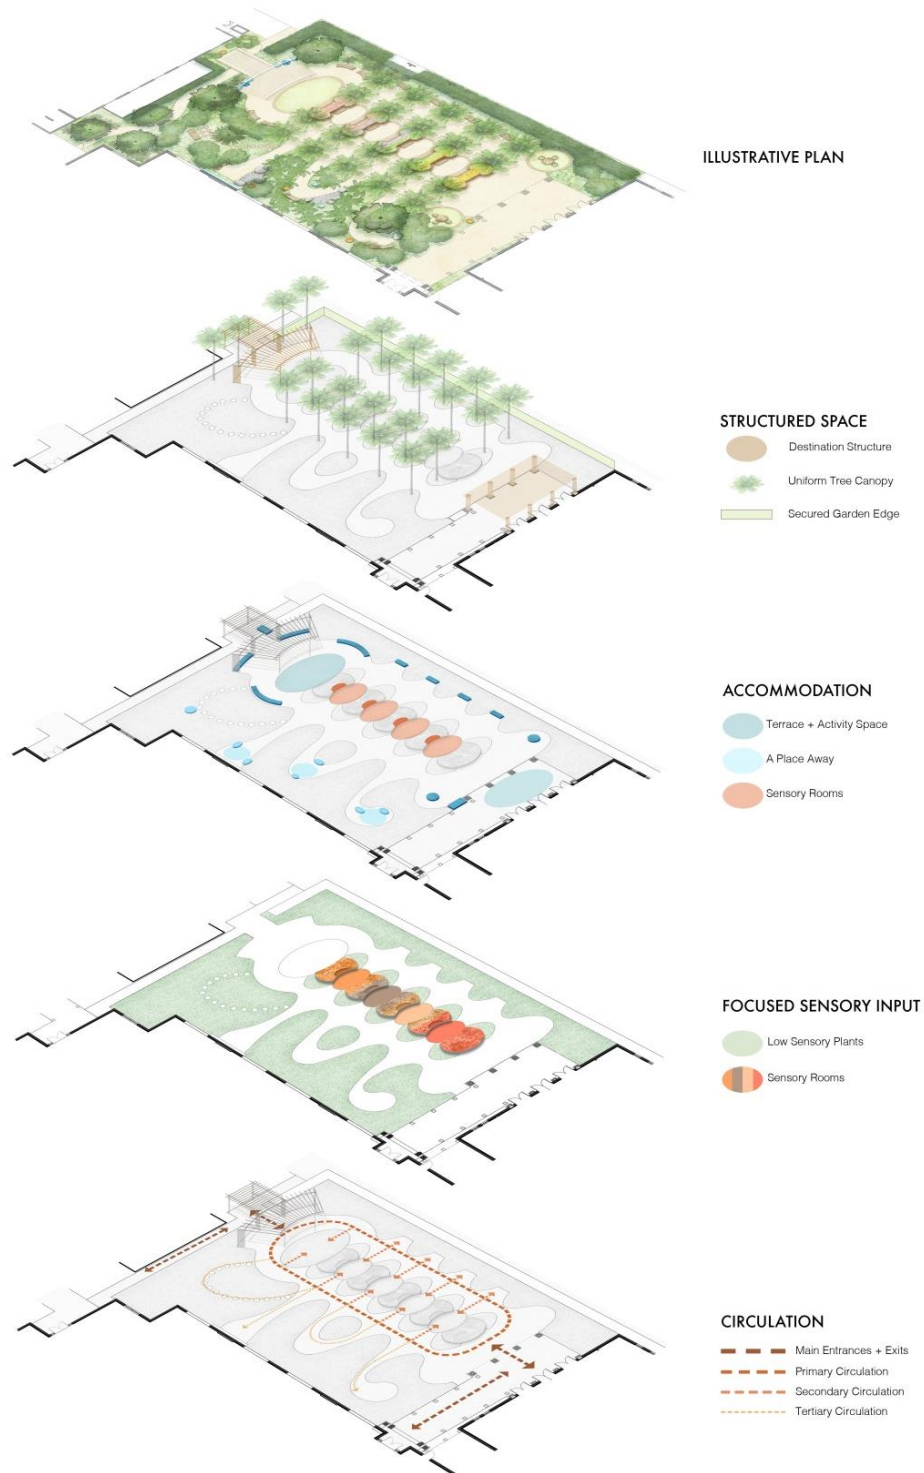 ILLUSTRATIVE PLAN
STRUCTURED SPACE
Destination Structure
Uniform Tree Canopy
Secured Garden Edge
ACCOMMODATION
Terrace + Activity Space
A Place Away
Sensory Rooms
FOCUSED SENSORY INPUT
Low Sensory Plants
Sensory Rooms
CIRCULATION
Main Entrances + Exits
Primary Circulation
Secondary Circulation
Tertiary Circulation